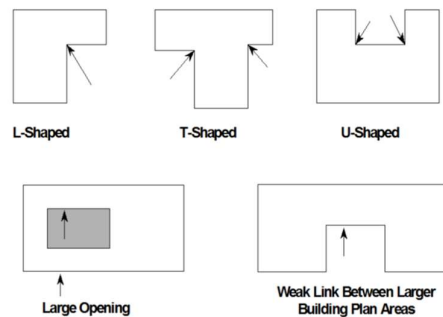 L-Shaped
T-Shaped
U-Shaped
Large Opening
Weak Link Between Larger
Building Plan Areas